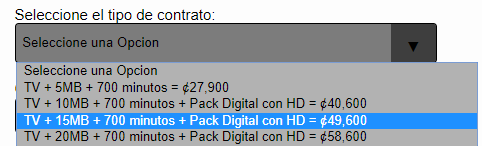 Seleccione el tipo de contrato:
Seleccione una Opcion
▼
Seleccione una Opcion
TV + 5MB + 700 minutos = ¢27,900
TV + 10MB + 700 minutos + Pack Digital con HD = ¢40,600
TV + 15MB + 700 minutos + Pack Digital con HD = ¢49,600
TV + 20MB + 700 minutos + Pack Digital con HD = ¢58,600